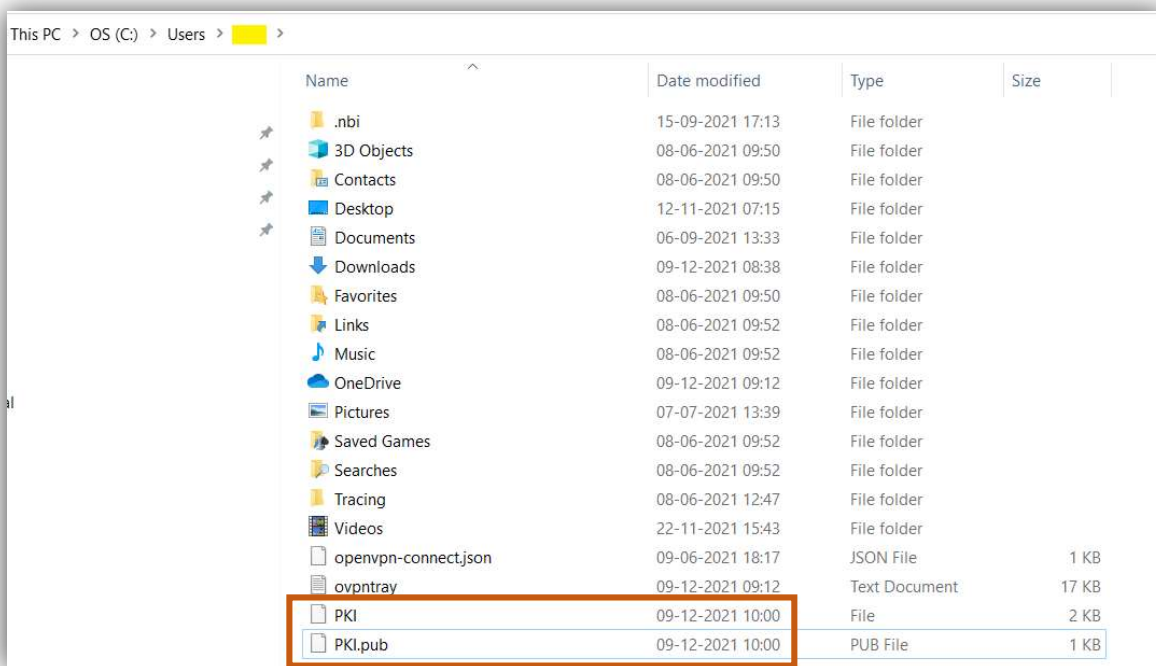 This PC > OS (C:) > Users > >
Name Date modified Type Size
.nbi 15-09-2021 17:13 File folder
3D Objects 08-06-2021 09:50 File folder
Contacts 08-06-2021 09:50 File folder
Desktop 12-11-2021 07:15 File folder
Documents 06-09-2021 13:33 File folder
Downloads 09-12-2021 08:38 File folder
Favorites 08-06-2021 09:50 File folder
Links 08-06-2021 09:52 File folder
Music 08-06-2021 09:52 File folder
OneDrive 09-12-2021 09:12 File folder
al
Pictures 07-07-2021 13:39 File folder
Saved Games 08-06-2021 09:52 File folder
Searches 08-06-2021 09:52 File folder
Tracing 08-06-2021 12:47 File folder
Videos 22-11-2021 15:43 File folder
openvpn-connect.json 09-06-2021 18:17 JSON File 1 KB
ovpntray 09-12-2021 09:12 Text Document 17 KB
PKI 09-12-2021 10:00 File 2 KB
PKI.pub 09-12-2021 10:00 PUB File 1 KB